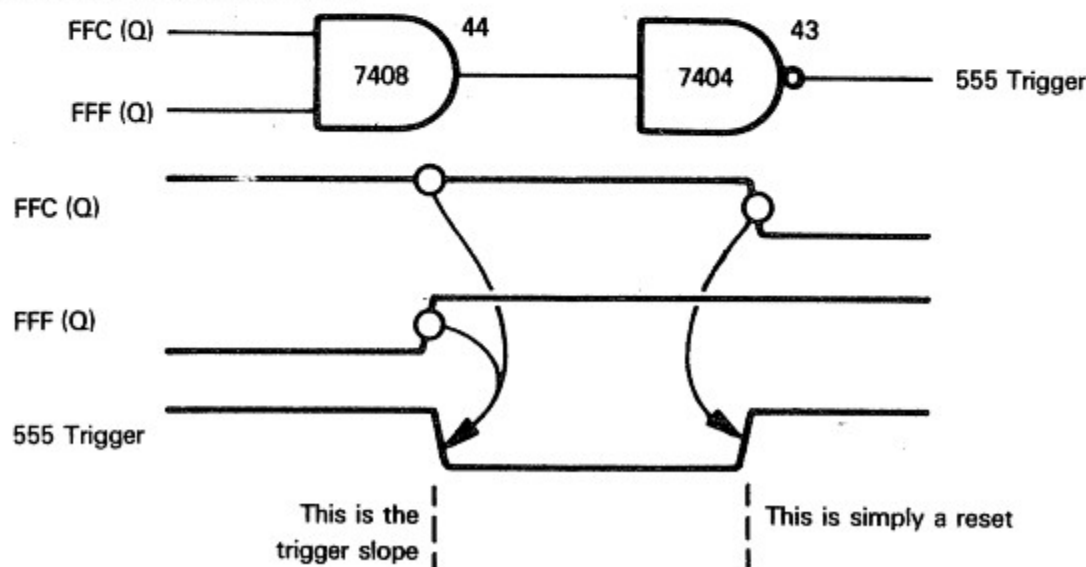 FFC (Q)
44
43
7408
7404
555 Trigger
FFF (Q)
FFC (Q)
FFF (Q)
555 Trigger
This is the
trigger slope
This is simply a reset